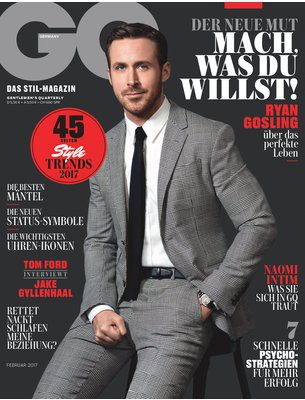 GQ
GERMANY
DAS STIL-MAGAZIN
GENTLEMEN'S QUARTERLY
DER NEUE MUT
MACH,
WAS DU
WILLST!
RYAN
GOSLING
über das
perfekte
Leben
45
SEITEN
Style
TRENDS
2017
DIE BESTEN
MÄNTEL
DIE NEUEN
STATUS-SYMBOLE
DIE WICHTIGSTEN
UHREN-IKONEN
TOM FORD
INTERVIEWT
JAKE
GYLLENHAAL
RETTET
NACKT
SCHLAFEN
MEINE
BEZIEHUNG?
FEBRUAR 2017
NAOMI
INTIM
WAS SIE
SICH IN GQ
TRAUT
7
SCHNELLE
PSYCHO-
STRATEGIEN
FÜR MEHR
ERFOLG